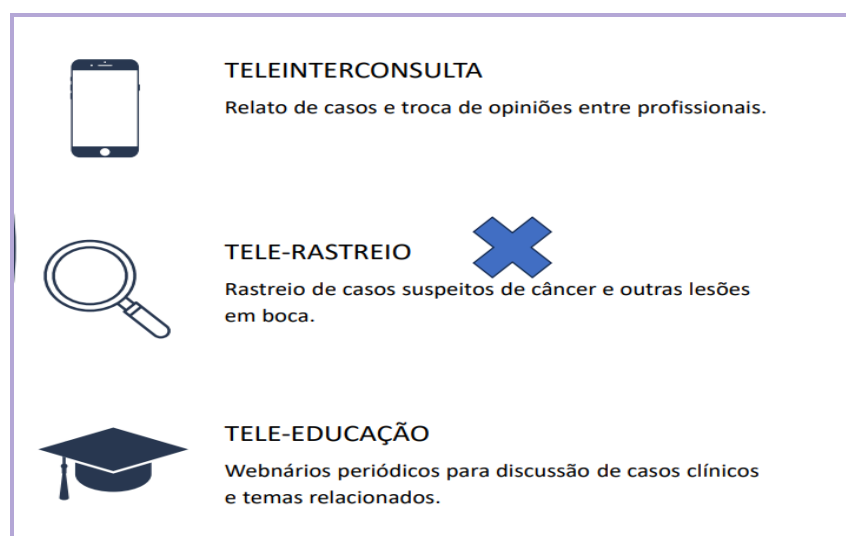 TELEINTERCONSULTA
Relato de casos e troca de opiniões entre profissionais.
TELE-RASTREIO
Rastreio de casos suspeitos de câncer e outras lesões
em boca.
TELE-EDUCAÇÃO
Webnários periódicos para discussão de casos clínicos
e temas relacionados.